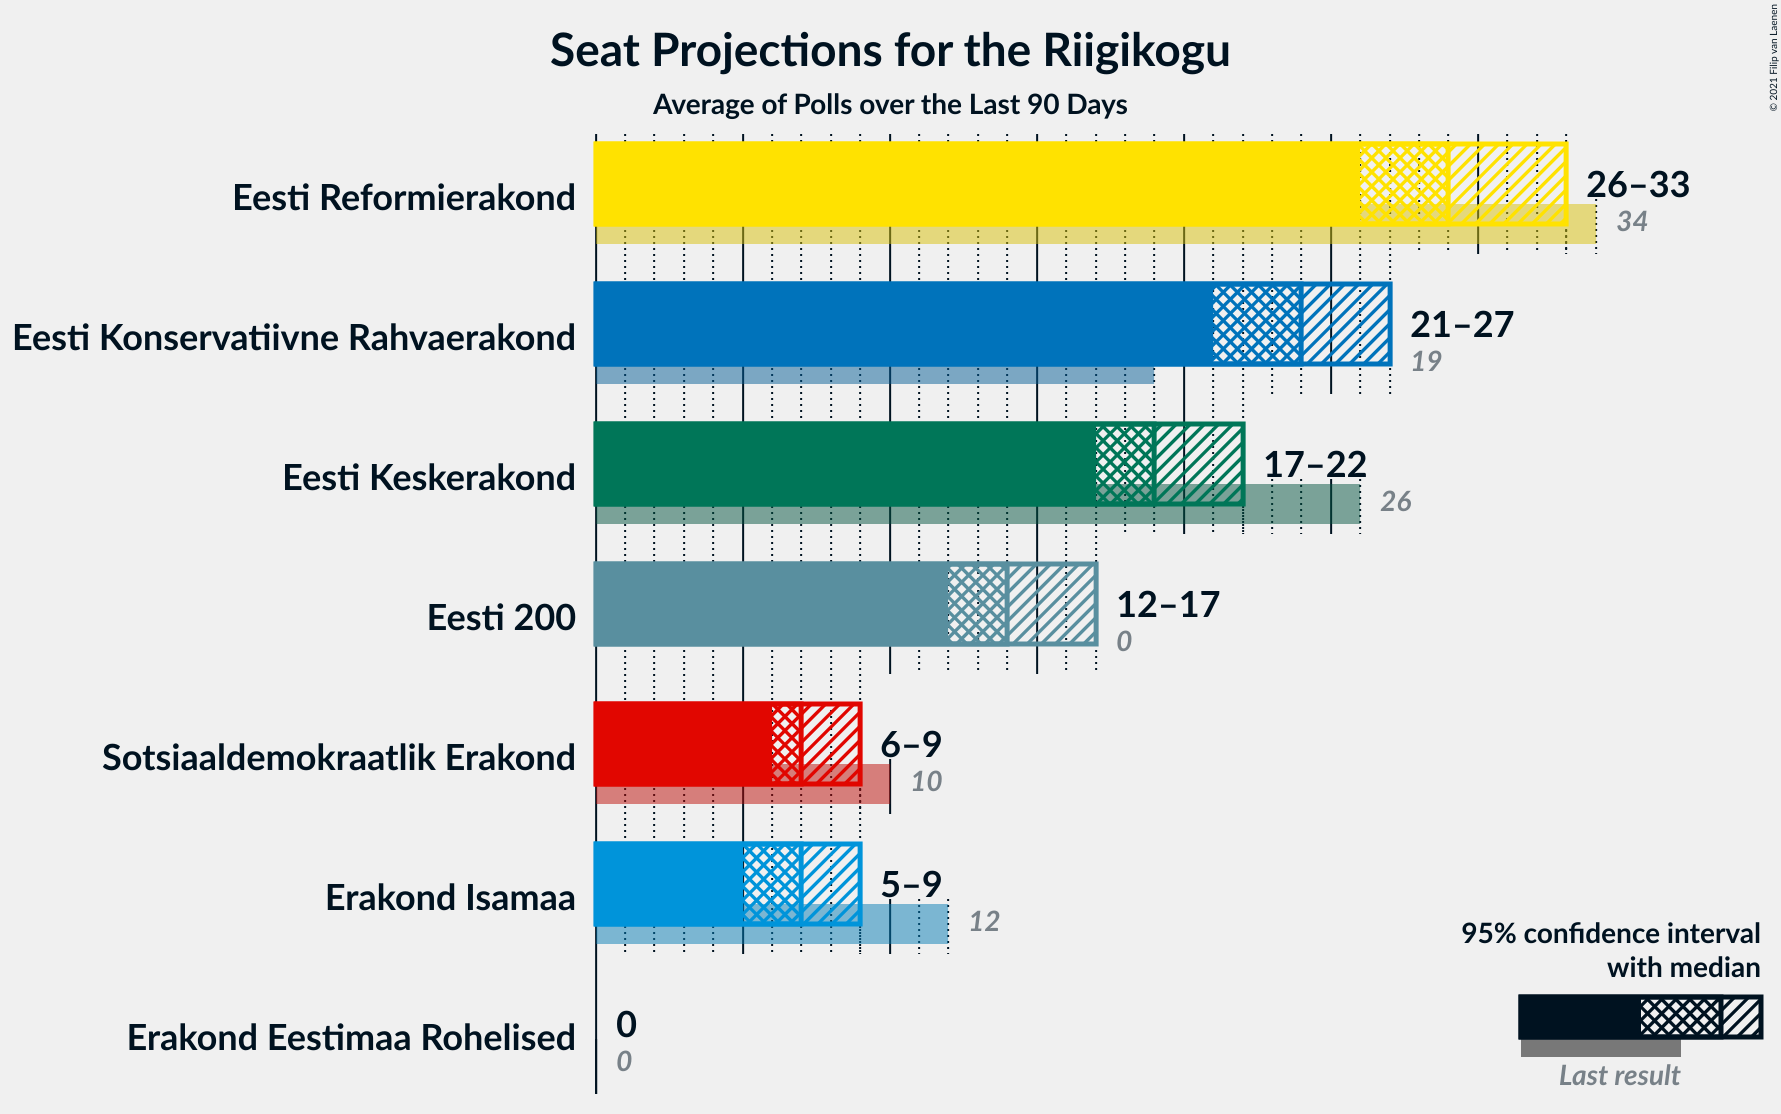 Seat Projections for the Riigikogu
Average of Polls over the Last 90 Days
© 2021 Filip van Laenen
Eesti Reformierakond
26–33
34
Eesti Konservatiivne Rahvaerakond
21–27
19
Eesti Keskerakond
17–22
26
Eesti 200
12–17
0
Sotsiaaldemokraatlik Erakond
6–9
10
Erakond Isamaa
5–9
12
Erakond Eestimaa Rohelised
0
0
95% confidence interval
with median
Last result